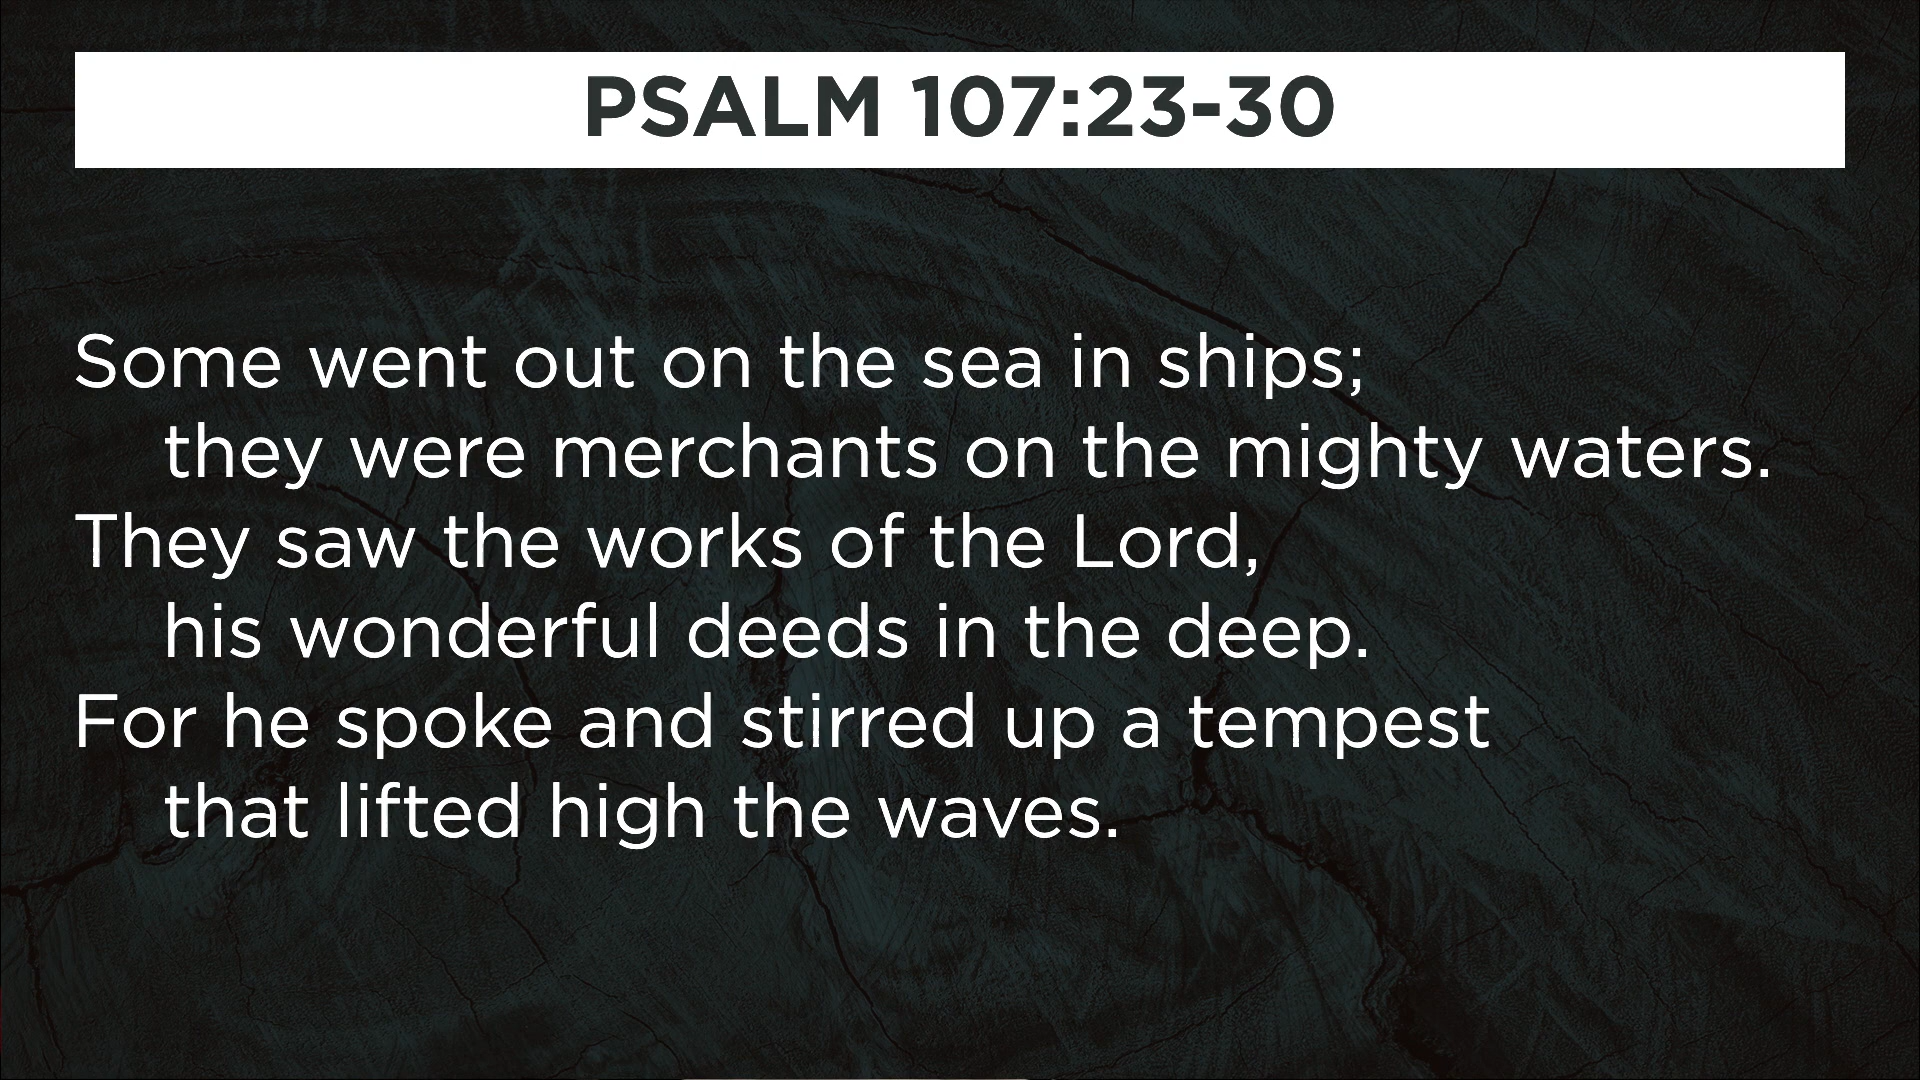 PSALM 107:23-30
Some went out on the sea in ships;
they were merchants on the mighty waters.
They saw the works of the Lord,
his wonderful deeds in the deep.
For he spoke and stirred up a tempest
that lifted high the waves.